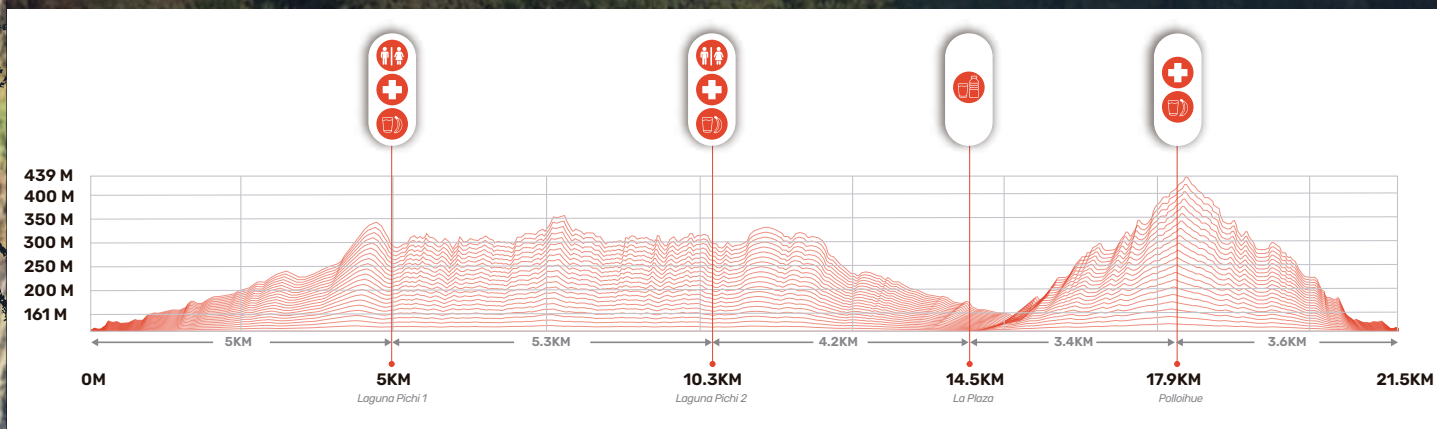 439 M
400 M
350 M
300 M
250 M
200 M
161 M
5KM 5.3KM 4.2KM 3.4KM 3.6KM
0M 5KM 10.3KM 14.5KM 17.9KM 21.5KM
Laguna Pichi 1 Laguna Pichi 2 La Plaza Polloihue